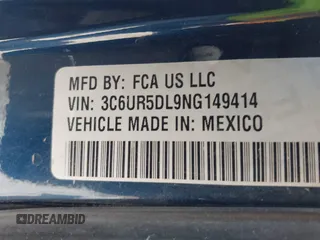 MFD BY: FCA US LLC
VIN: 3C6UR5DL9NG149414
VEHICLE MADE IN: MEXICO
DREAMBID